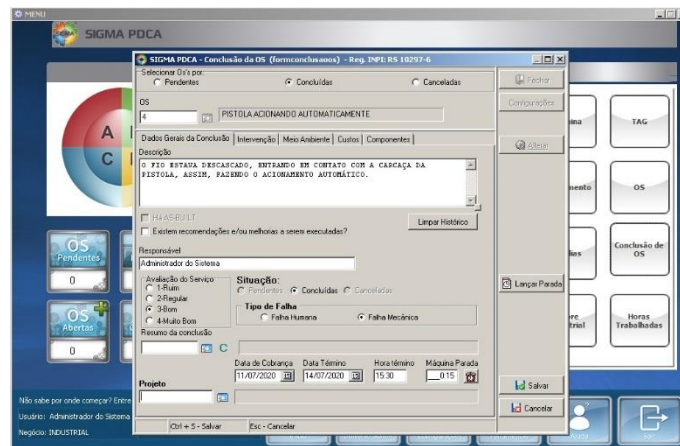 MENU
SIGMA PDCA
SIGMA PDCA - Conclusão da OS (formconclusaoos) - Reg. INPI: RS 10297-6
Selecionar Os's por:
Pendentes
Concluídas
Canceladas
Fechar
Configurações
OS
4
PISTOLA ACIONANDO AUTOMATICAMENTE
TAG
Dados Gerais da Conclusão
Intervenção
Meio Ambiente
Custos
Componentes
Alterar
Descrição
O FIO ESTAVA DESCASCADO, ENTRANDO EM CONTATO COM A CARCAÇA DA
PISTOLA, ASSIM, FAZENDO O ACIONAMENTO AUTOMÁTICO.
A
C
OS
HÁ AS-BUILT
Existem recomendações e/ou melhorias a serem executadas?
Limpar Histórico
Responsável
Administrador do Sistema
OS
Pendentes
0
Conclusão de
OS
Avaliação do Serviço
1-Ruim
2-Regular
3-Bom
4-Muito Bom
Situação:
Pendentes
Concluídas
Canceladas
Tipo de Falha
Falha Humana
Falha Mecânica
Lançar Parada
OS
Abertas
0
Horas
Trabalhadas
Resumo da conclusão
C
Data de Cobrança
Data Término
Hora término
Máquina Parada
11/07/2020
14/07/2020
15:30
__0:15
Projeto
Salvar
Cancelar
Não sabe por onde começar? Entre
Usuário: Administrador do Sistema
Negócio: INDUSTRIAL
Ctrl + S - Salvar
Esc - Cancelar